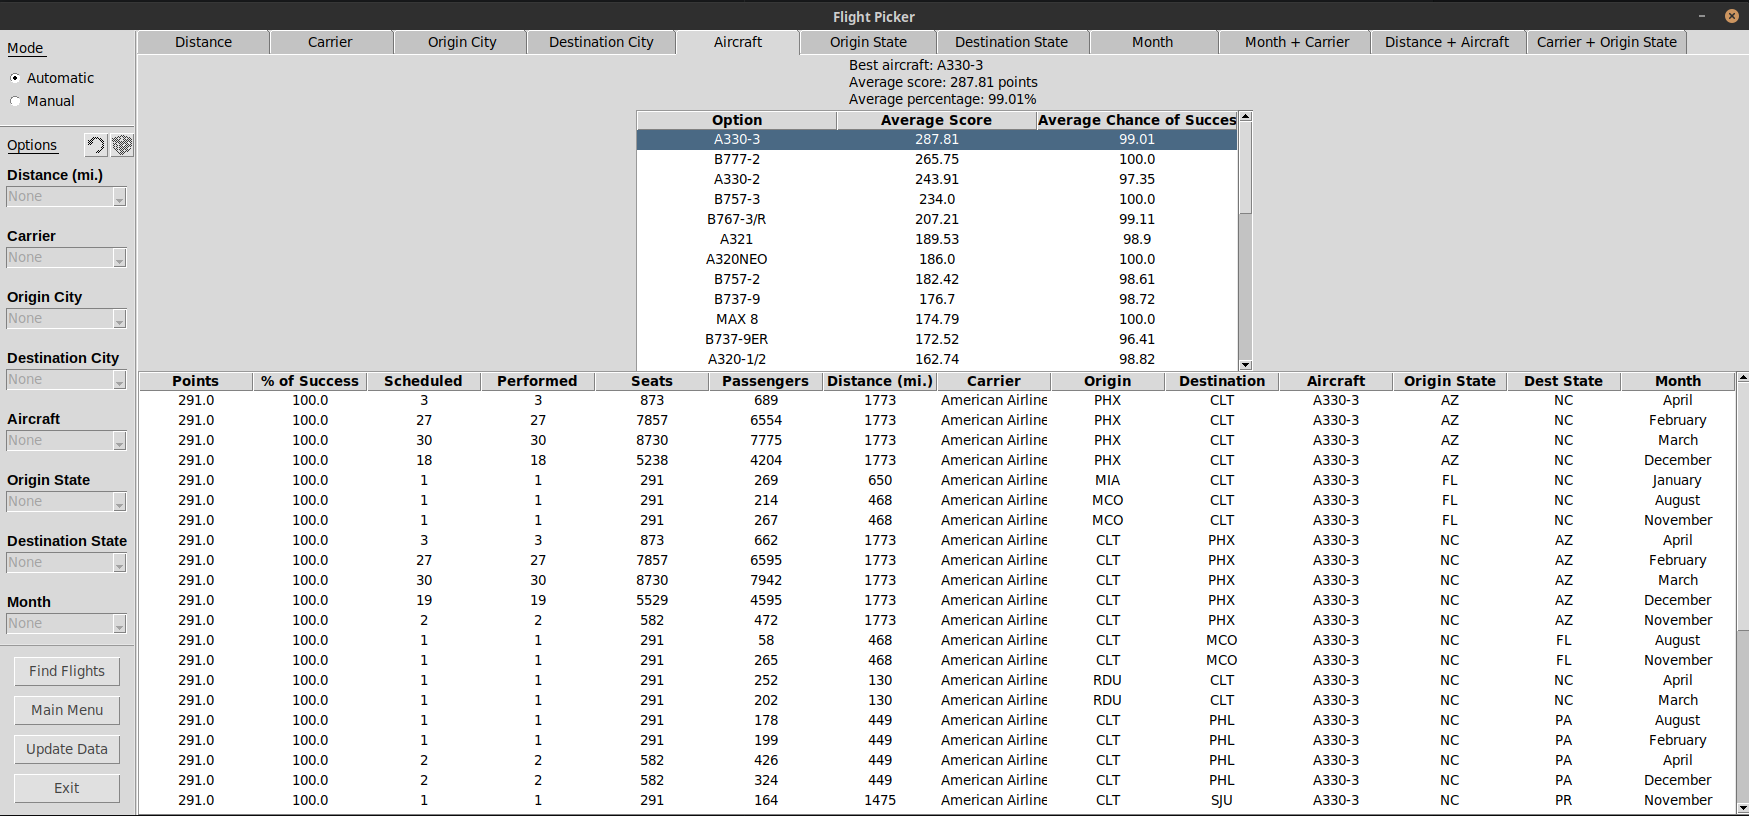 Flight Picker
Mode
Automatic
Manual
Options
Distance (mi.)
None
Carrier
None
Origin City
None
Destination City
None
Aircraft
None
Origin State
None
Destination State
None
Month
None
Find Flights
Main Menu
Update Data
Exit
Distance Carrier Origin City Destination City Aircraft Origin State Destination State Month Month + Carrier Distance + Aircraft Carrier + Origin State
Best aircraft: A330-3
Average score: 287.81 points
Average percentage: 99.01%
Option Average Score Average Chance of Succes
A330-3 287.81 99.01
B777-2 265.75 100.0
A330-2 243.91 97.35
B757-3 234.0 100.0
B767-3/R 207.21 99.11
A321 189.53 98.9
A320NEO 186.0 100.0
B757-2 182.42 98.61
B737-9 176.7 98.72
MAX 8 174.79 100.0
B737-9ER 172.52 96.41
A320-1/2 162.74 98.82
Points % of Success Scheduled Performed Seats Passengers Distance (mi.) Carrier Origin Destination Aircraft Origin State Dest State Month
291.0 100.0 3 3 873 689 1773 American Airline PHX CLT A330-3 AZ NC April
291.0 100.0 27 27 7857 6554 1773 American Airline PHX CLT A330-3 AZ NC February
291.0 100.0 30 30 8730 7775 1773 American Airline PHX CLT A330-3 AZ NC March
291.0 100.0 18 18 5238 4204 1773 American Airline PHX CLT A330-3 AZ NC December
291.0 100.0 1 1 291 269 650 American Airline MIA CLT A330-3 FL NC January
291.0 100.0 1 1 291 214 468 American Airline MCO CLT A330-3 FL NC August
291.0 100.0 1 1 291 267 468 American Airline MCO CLT A330-3 FL NC November
291.0 100.0 3 3 873 662 1773 American Airline CLT PHX A330-3 NC AZ April
291.0 100.0 27 27 7857 6595 1773 American Airline CLT PHX A330-3 NC AZ February
291.0 100.0 30 30 8730 7942 1773 American Airline CLT PHX A330-3 NC AZ March
291.0 100.0 19 19 5529 4595 1773 American Airline CLT PHX A330-3 NC AZ December
291.0 100.0 2 2 582 472 1773 American Airline CLT PHX A330-3 NC AZ November
291.0 100.0 1 1 291 58 468 American Airline CLT MCO A330-3 NC FL August
291.0 100.0 1 1 291 265 468 American Airline CLT MCO A330-3 NC FL November
291.0 100.0 1 1 291 252 130 American Airline RDU CLT A330-3 NC NC April
291.0 100.0 1 1 291 202 130 American Airline RDU CLT A330-3 NC NC March
291.0 100.0 1 1 291 178 449 American Airline CLT PHL A330-3 NC PA August
291.0 100.0 1 1 291 199 449 American Airline CLT PHL A330-3 NC PA February
291.0 100.0 2 2 582 426 449 American Airline CLT PHL A330-3 NC PA April
291.0 100.0 2 2 582 324 449 American Airline CLT PHL A330-3 NC PA December
291.0 100.0 1 1 291 164 1475 American Airline CLT SJU A330-3 NC PR November